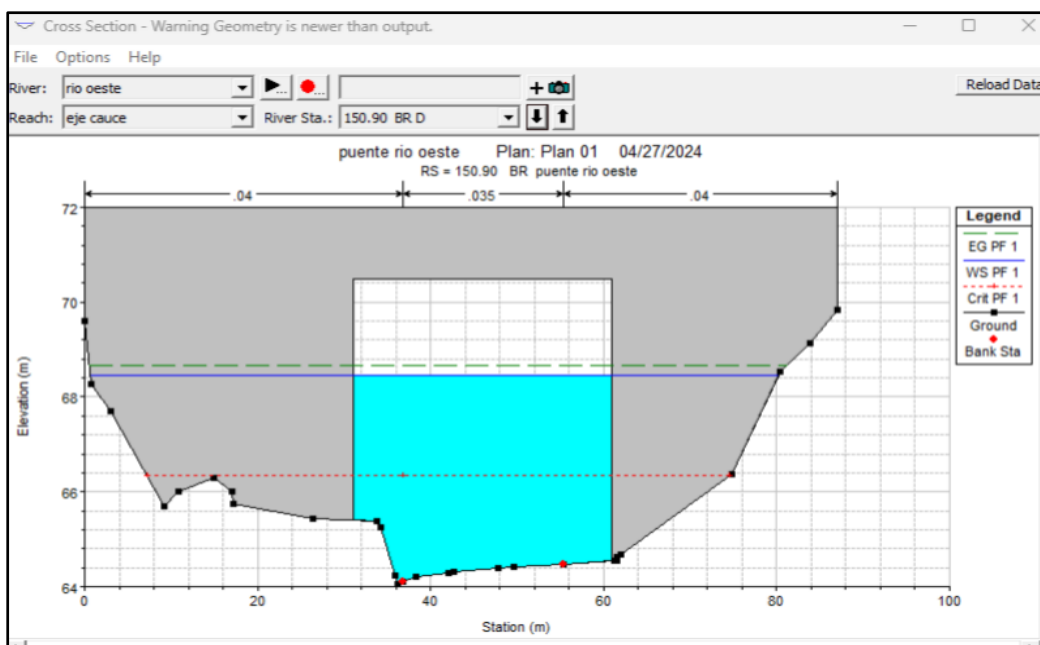 Cross Section - Warning Geometry is newer than output.
File Options Help
River: rio oeste
Reload Data
Reach: eje cauce River Sta.: 150.90 BR D
puente rio oeste Plan: Plan 01 04/27/2024
RS = 150.90 BR puente rio oeste
.04 .035 .04
Legend
EG PF 1
WS PF 1
Crit PF 1
Ground
Bank Sta
72
70
68
66
64
Elevation (m)
0 20 40 60 80 100
Station (m)